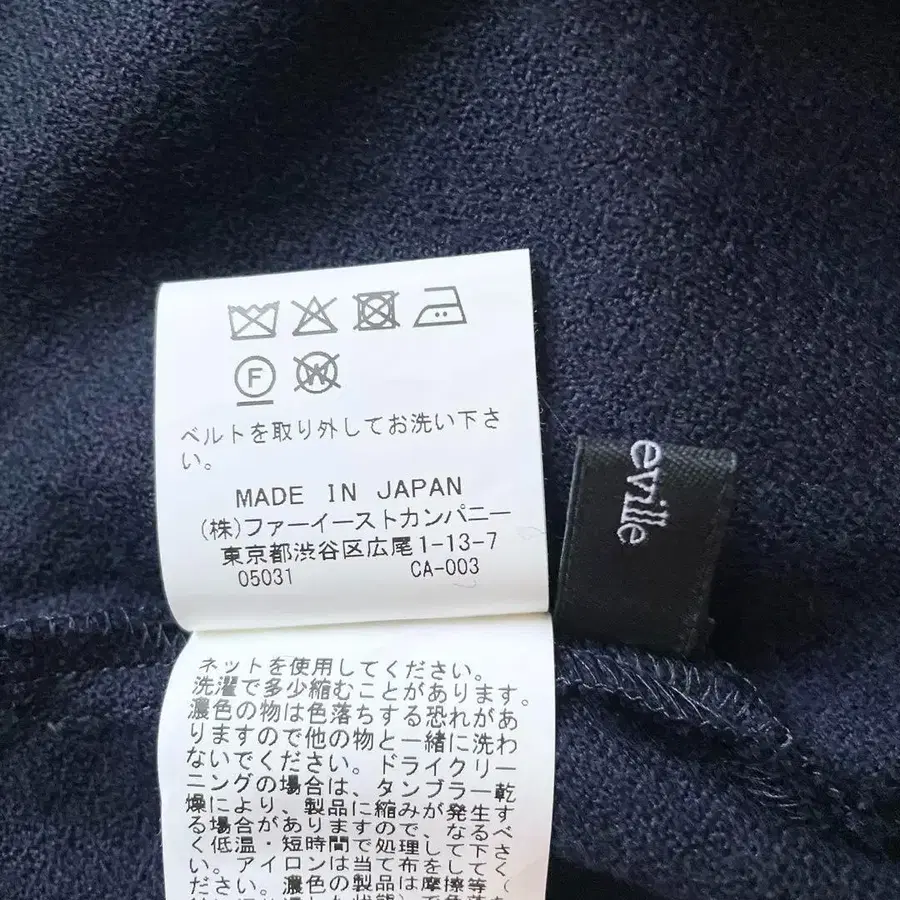 F
W
ベルトを取り外してお洗い下さ
い。
MADE IN JAPAN
(株)ファーイーストカンパニー
東京都渋谷区広尾1-13-7
05031 CA-003
eville
ネットを使用してください。
洗濯で多少縮むことがあります。
濃色の物は色落ちする恐れがあ
りますので他の物と一緒に洗わ
ないでください。ドライクリー
ニングの場合は、タンブラー乾
燥により、製品に縮みが発生す
る場合がありますので、なるべ
く低温・短時間で処理して下さ
い。アイロンは当て布をしてく
ださい。濃色の製品は摩擦等(